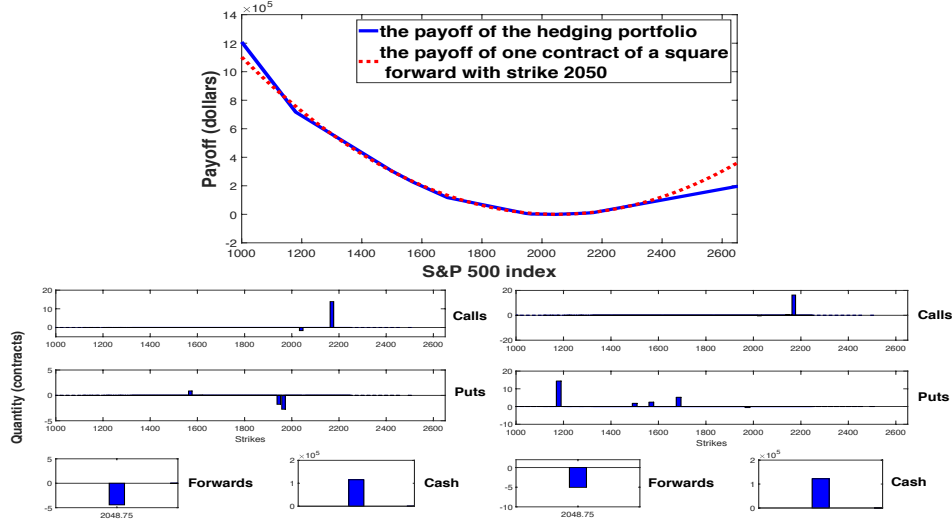 ×10⁵
14
12
10
8
6
4
2
0
-2
Payoff (dollars)
the payoff of the hedging portfolio
the payoff of one contract of a square
forward with strike 2050
1000 1200 1400 1600 1800 2000 2200 2400 2600
S&P 500 index
Quantity (contracts)
20
10
0
1000 1200 1400 1600 1800 2000 2200 2400 2600
Calls
5
0
-5
1000 1200 1400 1600 1800 2000 2200 2400 2600
Strikes
Puts
5
0
-5
2048.75
Forwards
×10⁵
2
1
0
Cash
20
0
-20
1000 1200 1400 1600 1800 2000 2200 2400 2600
Calls
20
10
0
-10
1000 1200 1400 1600 1800 2000 2200 2400 2600
Strikes
Puts
0
-5
-10
2048.75
Forwards
×10⁵
2
1
0
Cash